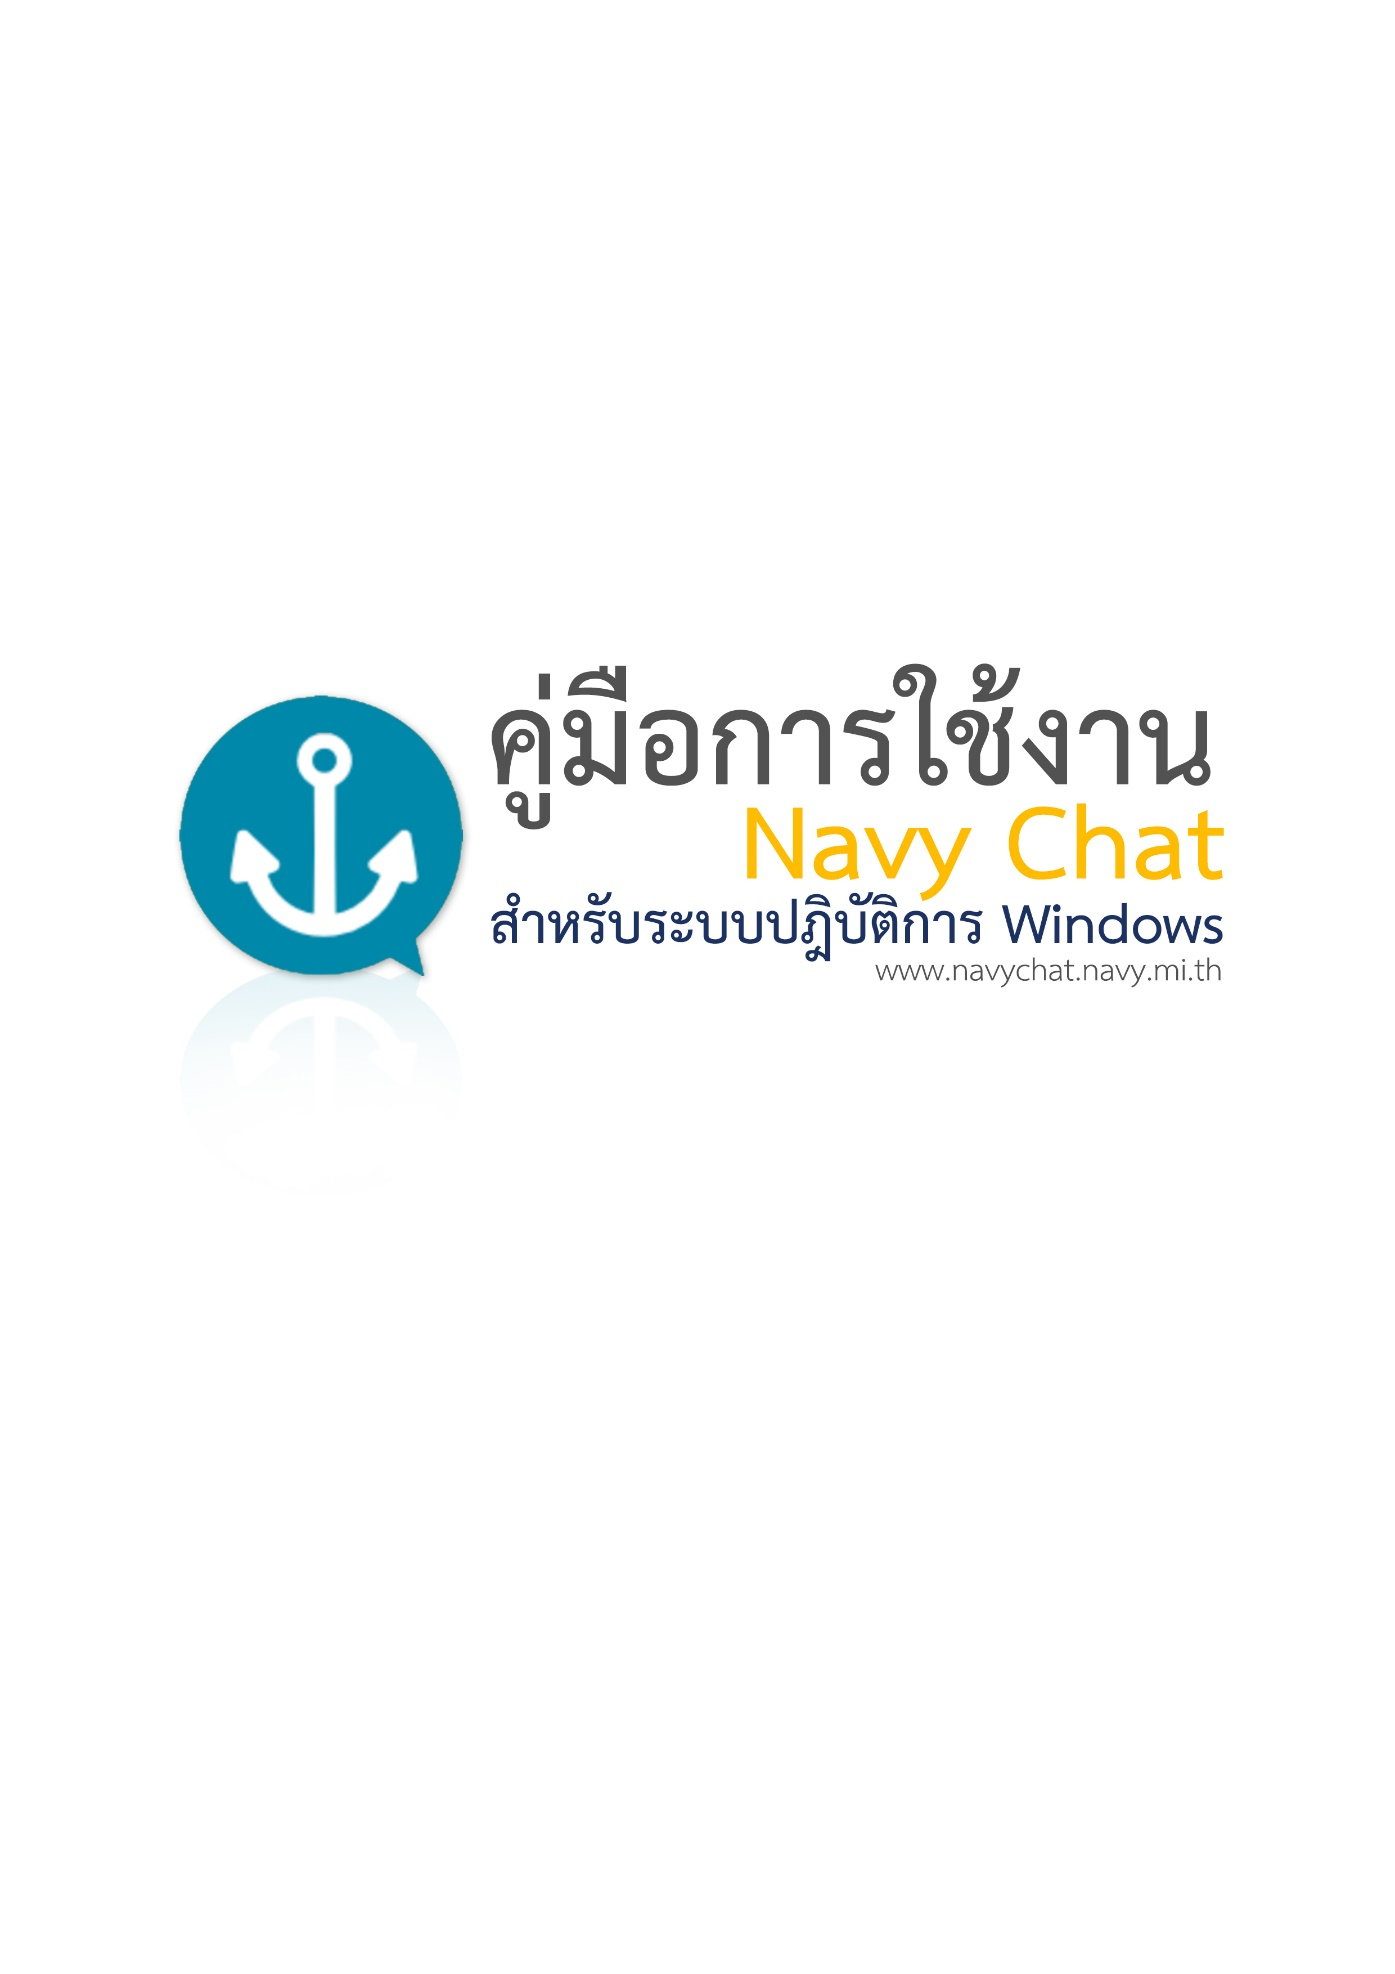 คู่มือการใช้งาน
Navy Chat
สำหรับระบบปฎิบัติการ Windows
www.navychat.navy.mi.th